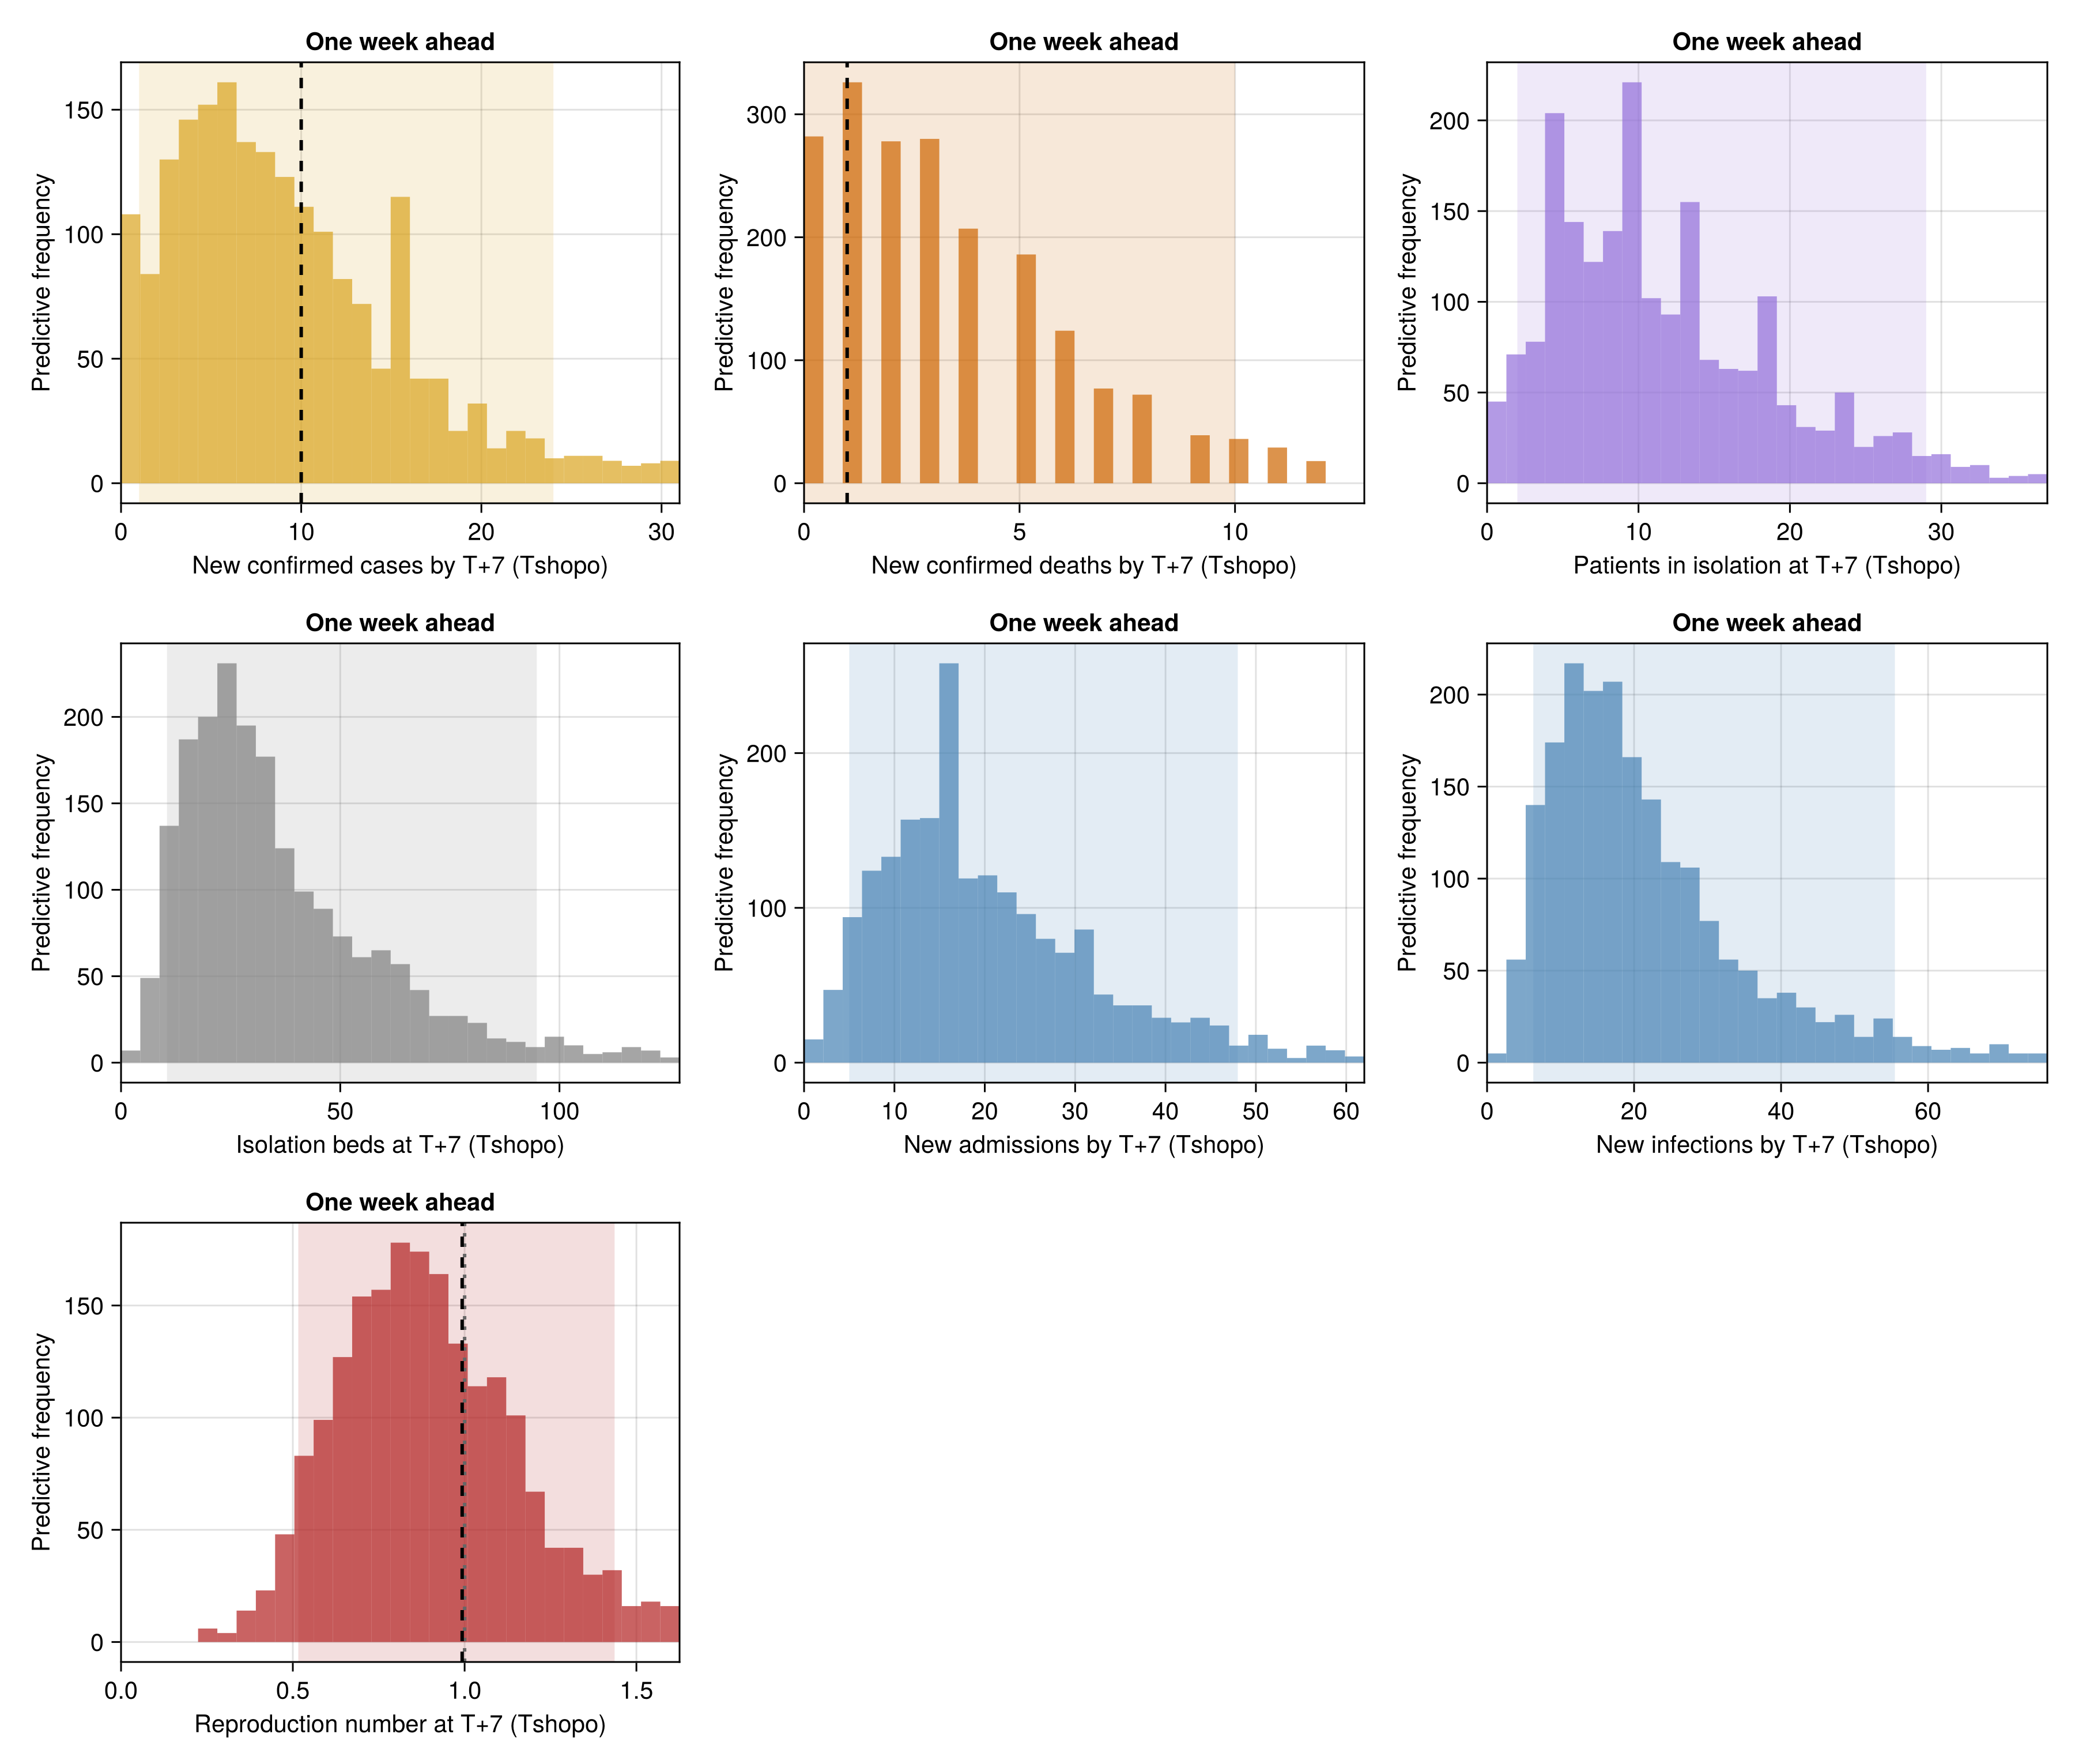 One week ahead
Predictive frequency
150
100
50
0
0 10 20 30
New confirmed cases by T+7 (Tshopo)
One week ahead
Predictive frequency
300
200
100
0
0 5 10
New confirmed deaths by T+7 (Tshopo)
One week ahead
Predictive frequency
200
150
100
50
0
0 10 20 30
Patients in isolation at T+7 (Tshopo)
One week ahead
Predictive frequency
200
150
100
50
0
0 50 100
Isolation beds at T+7 (Tshopo)
One week ahead
Predictive frequency
200
100
0
0 10 20 30 40 50 60
New admissions by T+7 (Tshopo)
One week ahead
Predictive frequency
200
150
100
50
0
0 20 40 60
New infections by T+7 (Tshopo)
One week ahead
Predictive frequency
150
100
50
0
0.0 0.5 1.0 1.5
Reproduction number at T+7 (Tshopo)